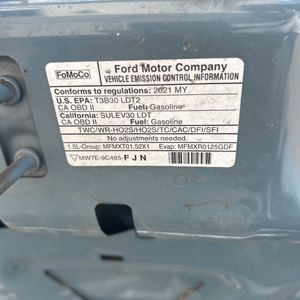 FoMoCo
Ford Motor Company
VEHICLE EMISSION CONTROL INFORMATION
Conforms to regulations: 2021 MY
U.S. EPA: T3B30 LDT2
CA OBD II Fuel: Gasoline
California: SULEV30 LDT
CA OBD II Fuel: Gasoline
TWC/WR-HO2S/HO2S/TC/CAC/DFI/SFI
No adjustments needed.
1.5L-Group: MFMXT01.52X1 Evap: MFMXR0125GDF
MW7E-9C485-FJN